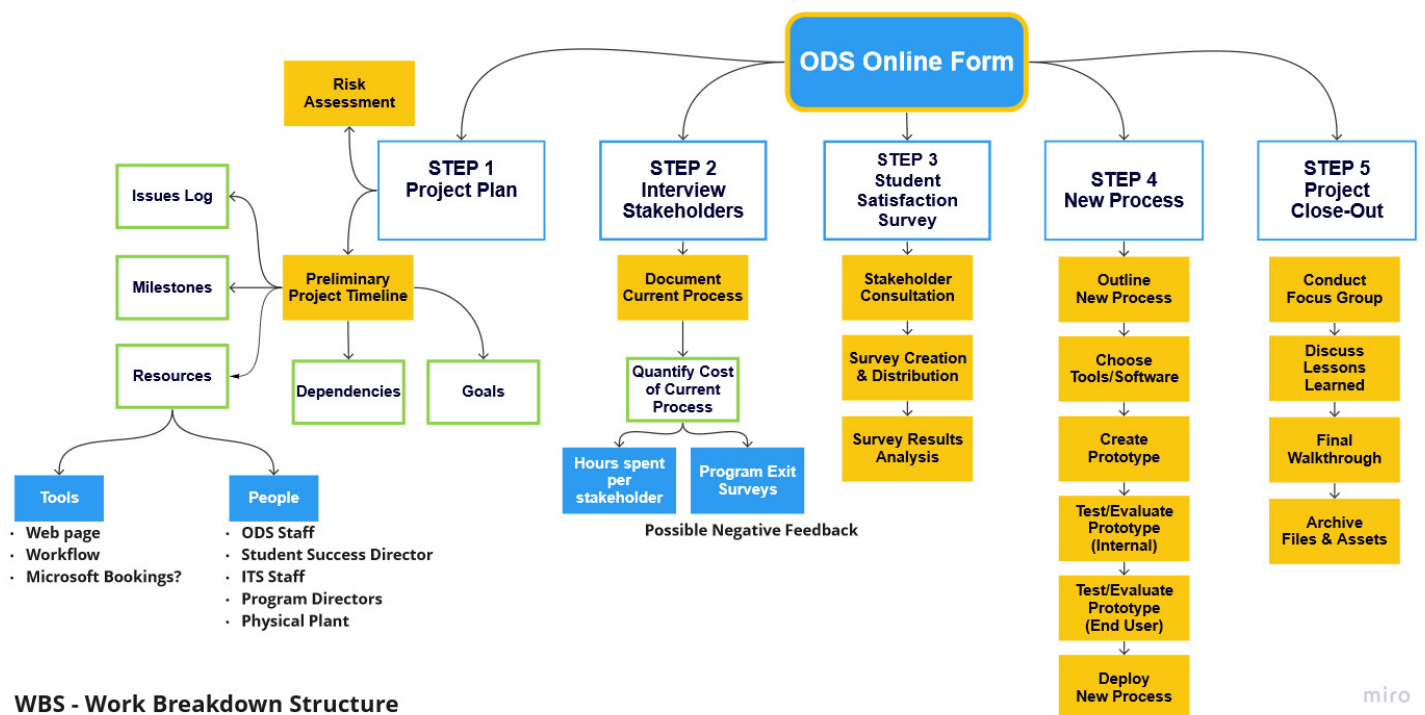 ODS Online Form
Risk
Assessment
STEP 1
Project Plan
STEP 2
Interview
Stakeholders
STEP 3
Student
Satisfaction
Survey
STEP 4
New Process
STEP 5
Project
Close-Out
Issues Log
Milestones
Resources
Preliminary
Project Timeline
Dependencies
Goals
Tools
· Web page
· Workflow
· Microsoft Bookings?
People
· ODS Staff
· Student Success Director
· ITS Staff
· Program Directors
· Physical Plant
Document
Current Process
Quantify Cost
of Current
Process
Hours spent
per
stakeholder
Program Exit
Surveys
Possible Negative Feedback
Stakeholder
Consultation
Survey Creation
& Distribution
Survey Results
Analysis
Outline
New Process
Choose
Tools/Software
Create
Prototype
Test/Evaluate
Prototype
(Internal)
Test/Evaluate
Prototype
(End User)
Deploy
New Process
Conduct
Focus Group
Discuss
Lessons
Learned
Final
Walkthrough
Archive
Files & Assets
WBS - Work Breakdown Structure
miro